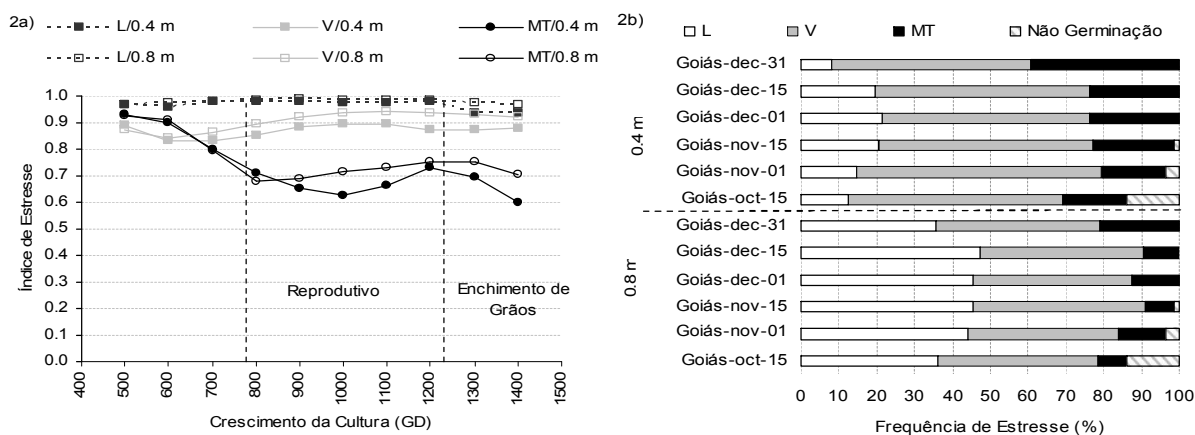 2a)
L/0.4 m V/0.4 m MT/0.4 m
L/0.8 m V/0.8 m MT/0.8 m
Índice de Estresse
1.0
0.9
0.8
0.7
0.6
0.5
0.4
0.3
0.2
0.1
0.0
Reprodutivo
Enchimento de
Grãos
400 500 600 700 800 900 1000 1100 1200 1300 1400 1500
Crescimento da Cultura (GD)
2b)
L V MT Não Germinação
0.4 m
Goiás-dec-31
Goiás-dec-15
Goiás-dec-01
Goiás-nov-15
Goiás-nov-01
Goiás-oct-15
0.8 m
Goiás-dec-31
Goiás-dec-15
Goiás-dec-01
Goiás-nov-15
Goiás-nov-01
Goiás-oct-15
0 10 20 30 40 50 60 70 80 90 100
Frequência de Estresse (%)